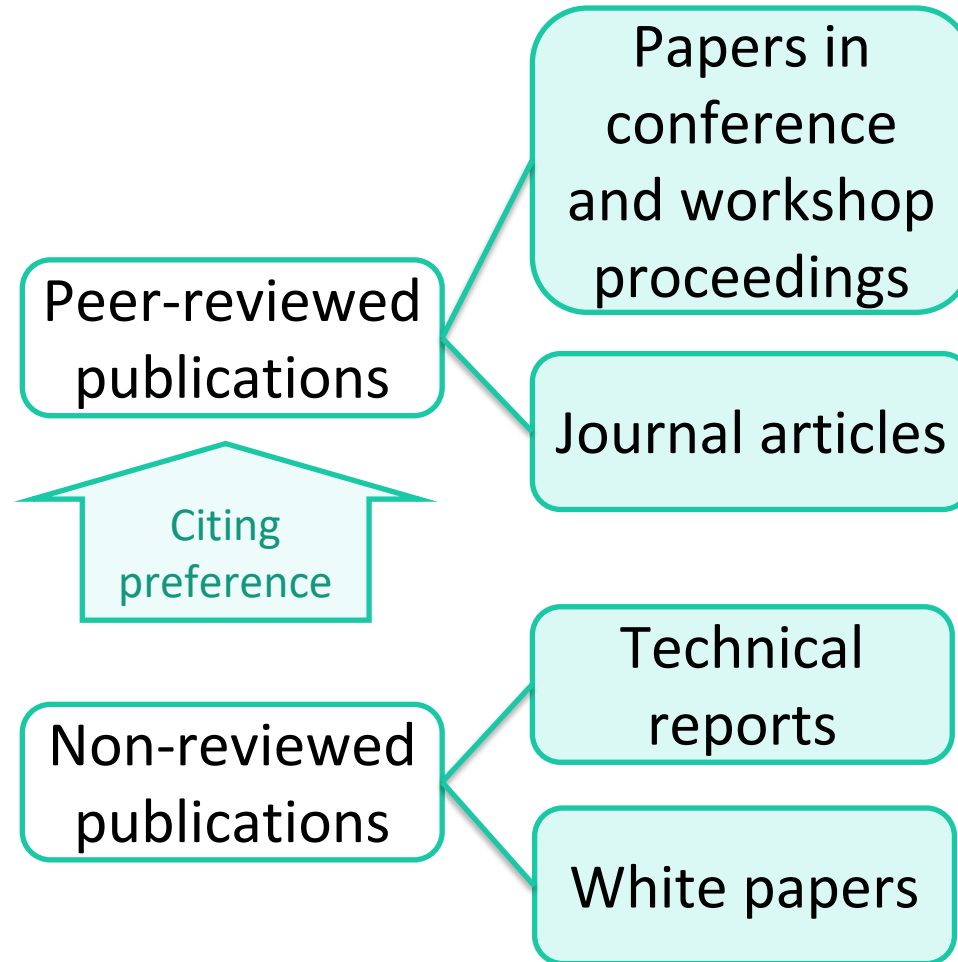 Papers in
conference
and workshop
proceedings
Peer-reviewed
publications
Journal articles
Citing
preference
Technical
reports
Non-reviewed
publications
White papers